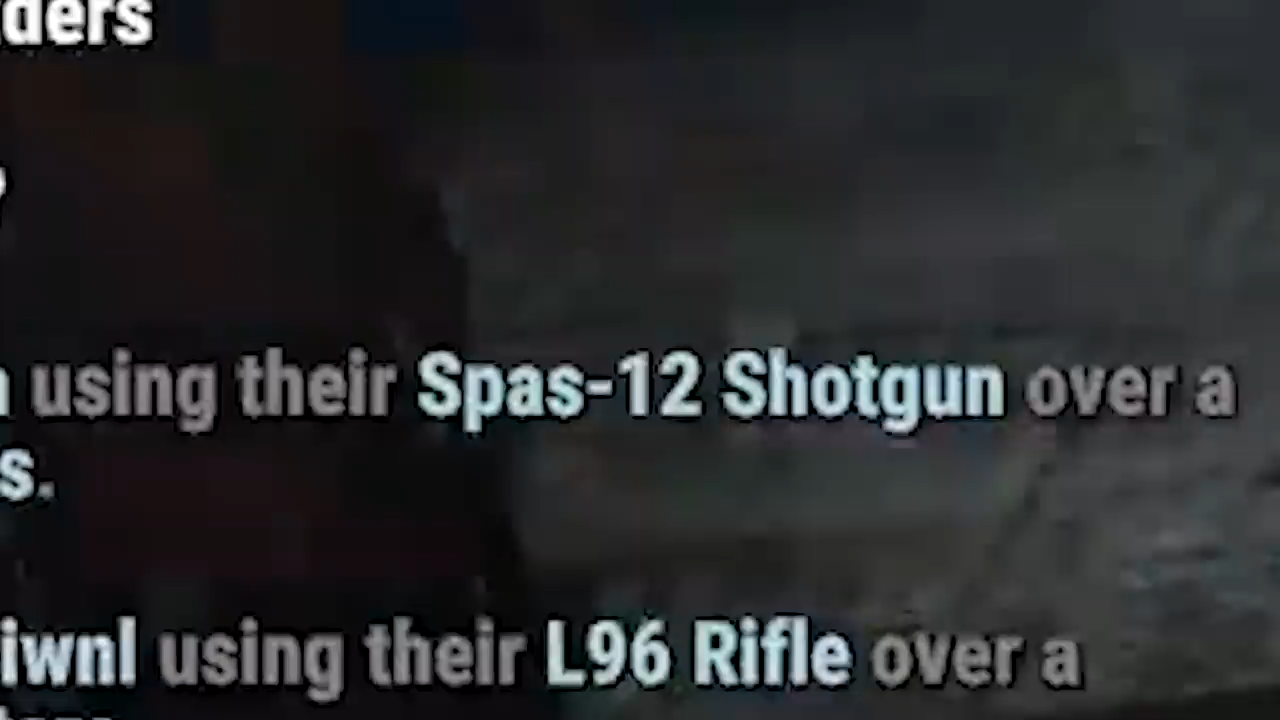 ders
using their Spas-12 Shotgun over a
s.
iwnl using their L96 Rifle over a